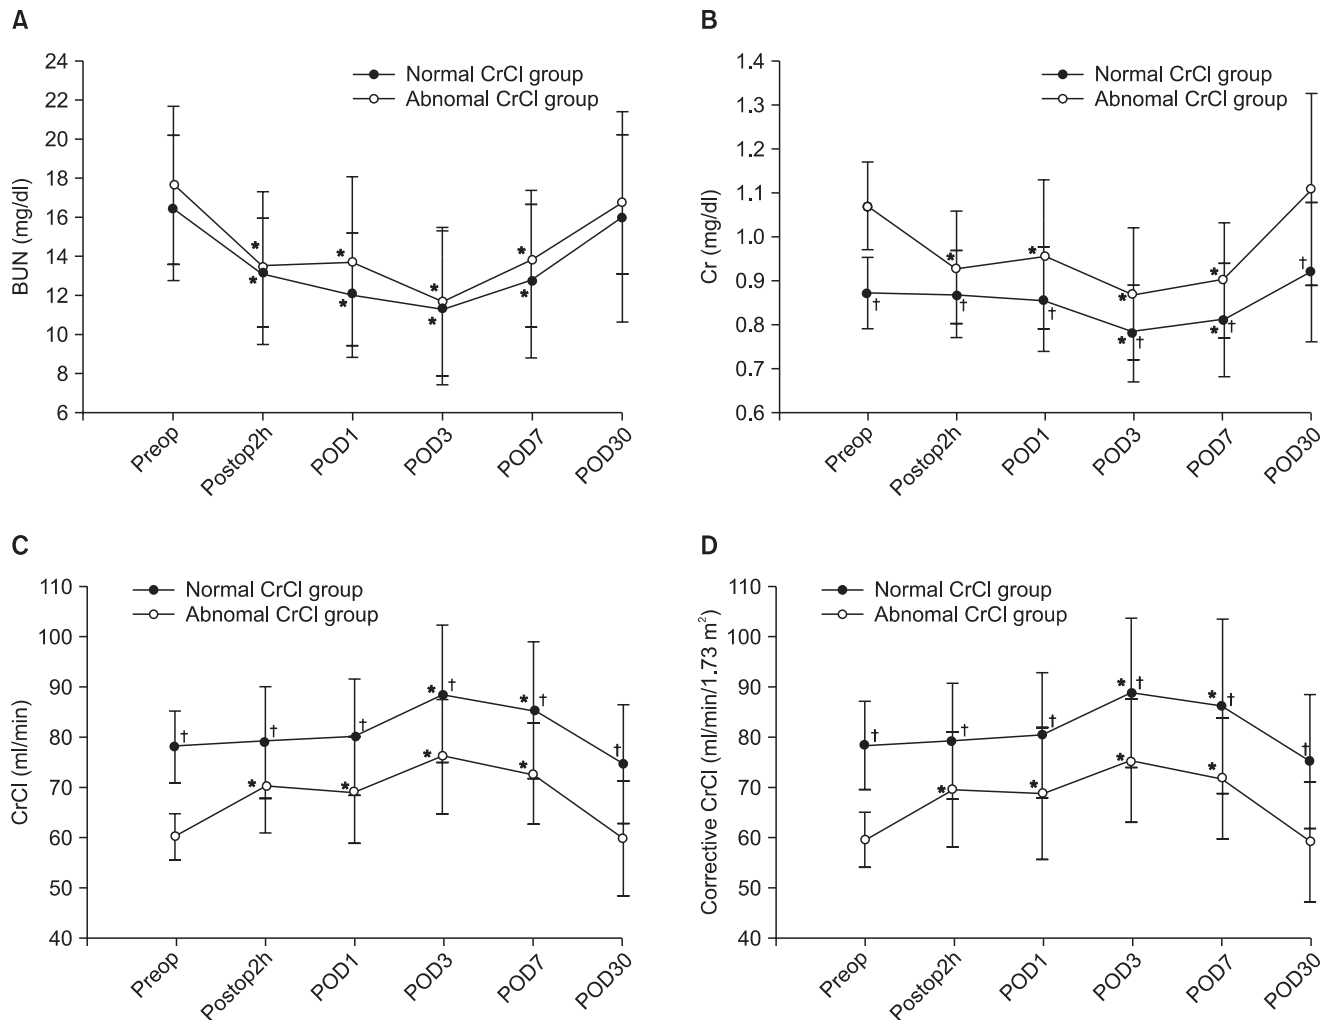 A
24
22
20
18
16
14
12
10
8
6
BUN (mg/dl)
Normal CrCl group
Abnomal CrCl group
* * * *
* * * *
Preop
Postop2h
POD1
POD3
POD7
POD30
B
1.4
1.3
1.2
1.1
1.0
0.9
0.8
0.7
0.6
Cr (mg/dl)
Normal CrCl group
Abnomal CrCl group
* * * *
† † † *† *† †
Preop
Postop2h
POD1
POD3
POD7
POD30
C
110
100
90
80
70
60
50
40
CrCl (ml/min)
Normal CrCl group
Abnomal CrCl group
† † † *† *† †
* * * *
Preop
Postop2h
POD1
POD3
POD7
POD30
D
110
100
90
80
70
60
50
40
Corrective CrCl (ml/min/1.73 m²)
Normal CrCl group
Abnomal CrCl group
† † † *† *† †
* * * *
Preop
Postop2h
POD1
POD3
POD7
POD30